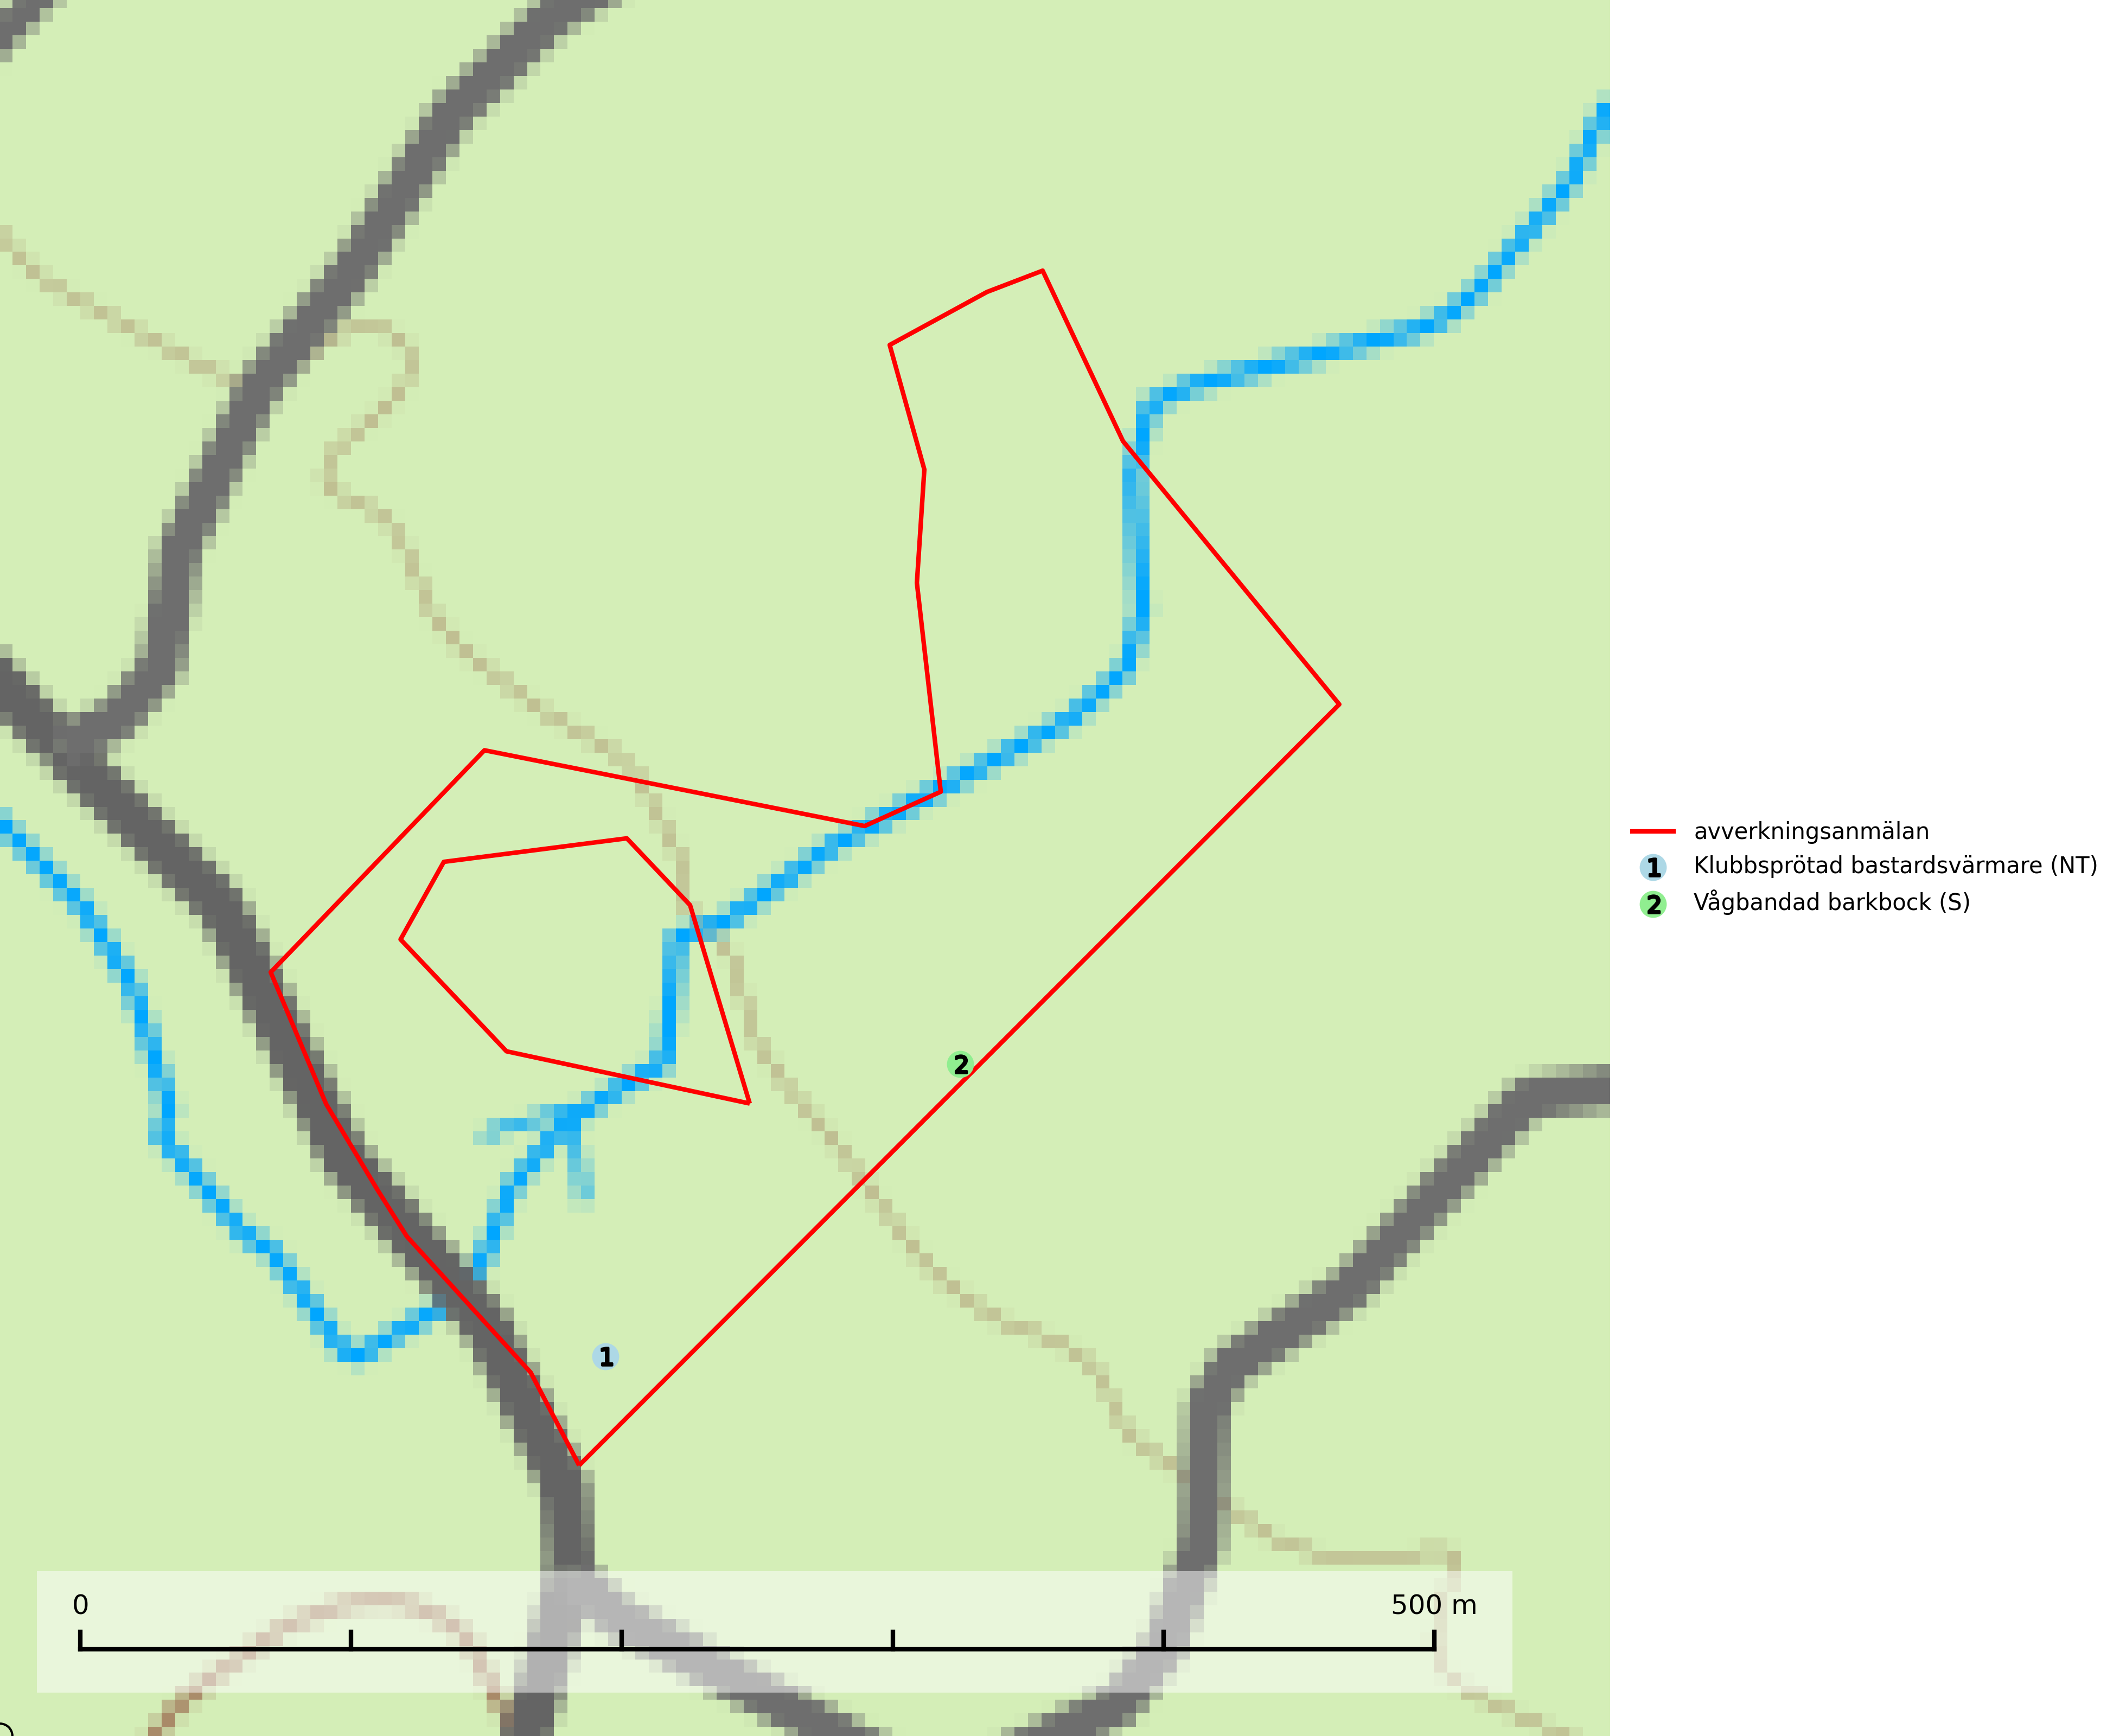 avverkningsanmälan
1 Klubbsprötad bastardsvärmare (NT)
2 Vågbandad barkbock (S)
2
1
0 500 m